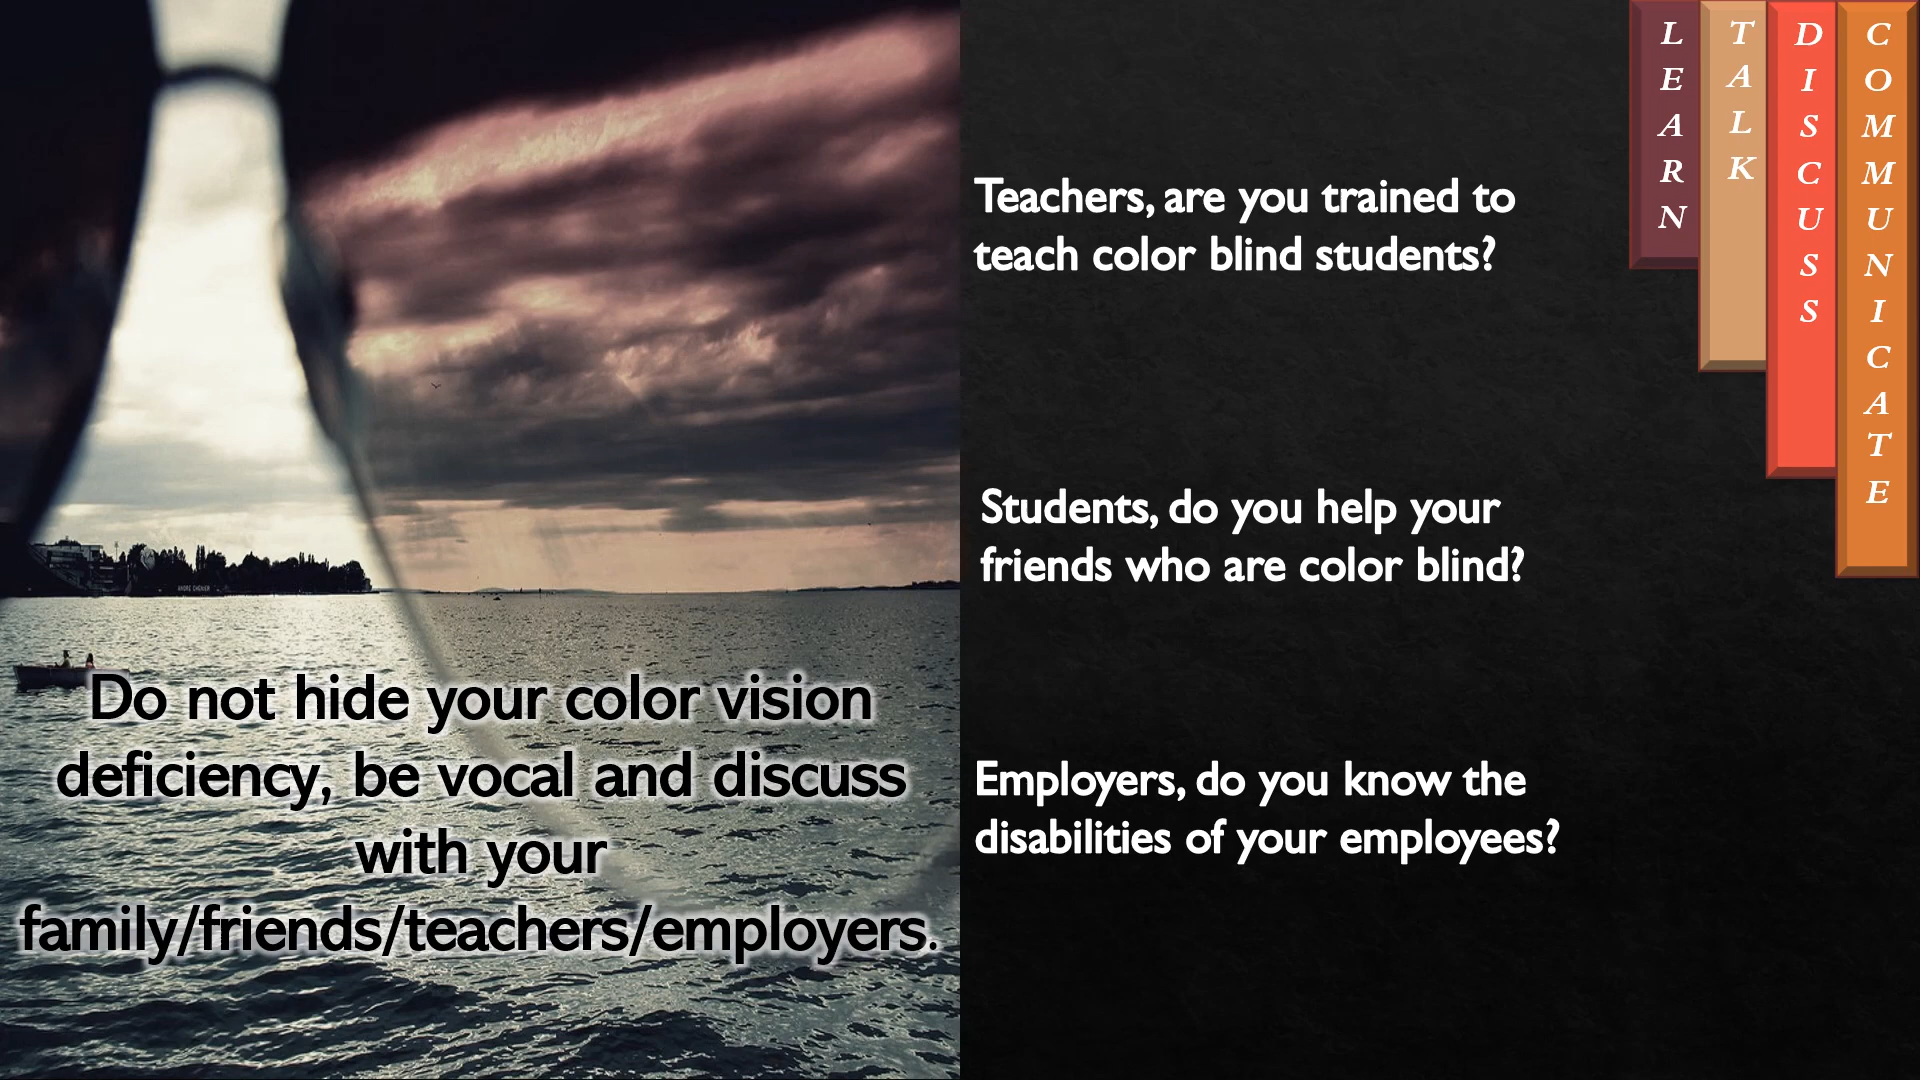 Do not hide your color vision
deficiency, be vocal and discuss
with your
family/friends/teachers/employers.
Teachers, are you trained to
teach color blind students?
Students, do you help your
friends who are color blind?
Employers, do you know the
disabilities of your employees?
LEARN
TALK
DISCUSS
COMMUNICATE